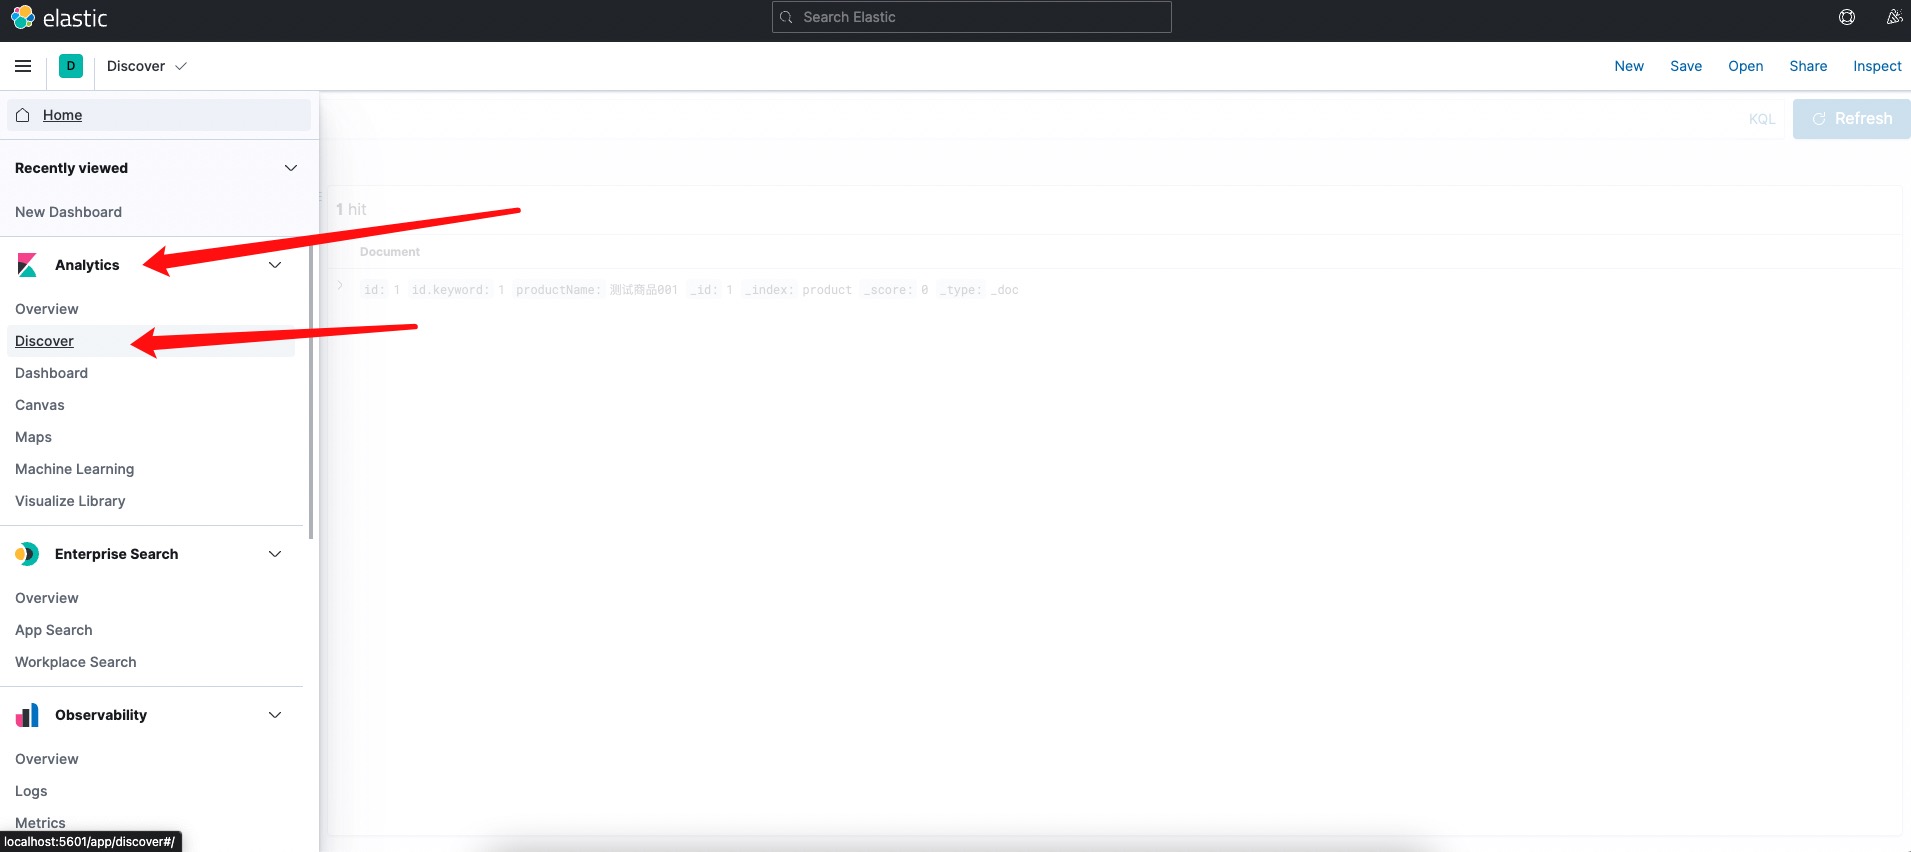 elastic
Search Elastic
D
Discover
New Save Open Share Inspect
Home
KQL
Refresh
Recently viewed
New Dashboard
1 hit
Analytics
Document
id: 1 id.keyword: 1 productName: 测试商品001 _id: 1 _index: product _score: 0 _type: _doc
Overview
Discover
Dashboard
Canvas
Maps
Machine Learning
Visualize Library
Enterprise Search
Overview
App Search
Workplace Search
Observability
Overview
Logs
Metrics
localhost:5601/app/discover#/